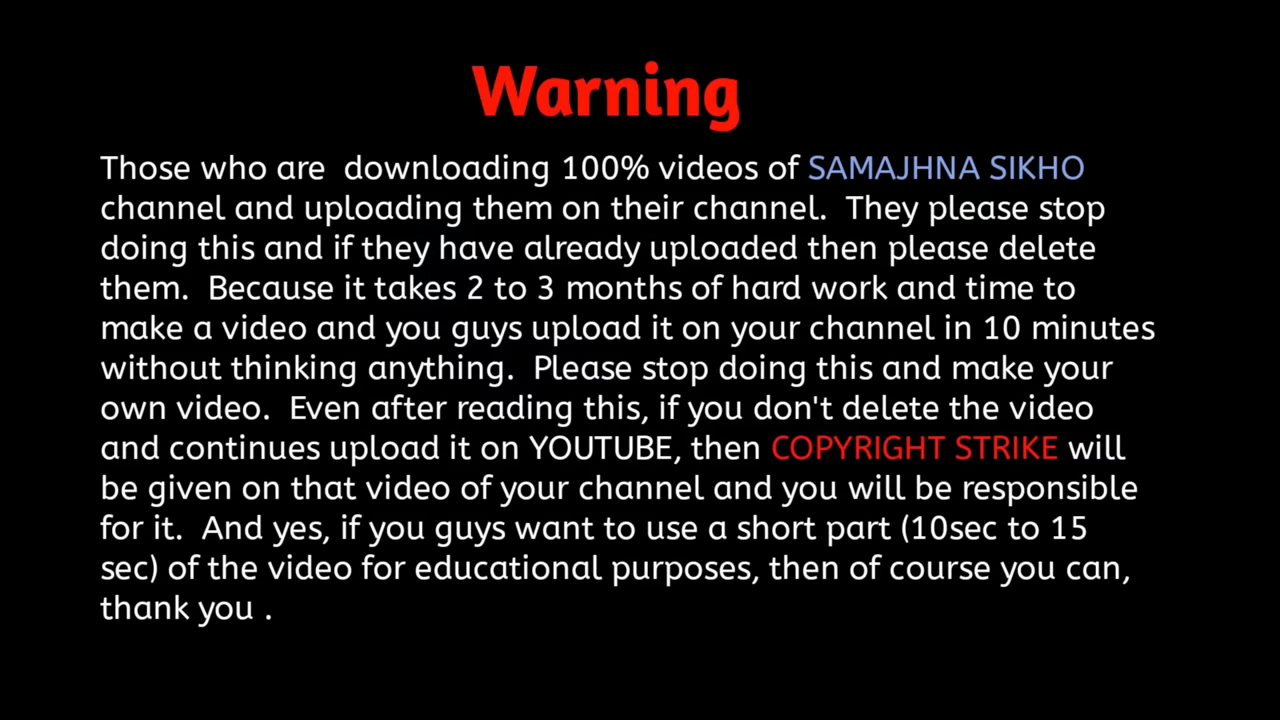 Warning
Those who are  downloading 100% videos of SAMAJHNA SIKHO
channel and uploading them on their channel.  They please stop
doing this and if they have already uploaded then please delete
them.  Because it takes 2 to 3 months of hard work and time to
make a video and you guys upload it on your channel in 10 minutes
without thinking anything.  Please stop doing this and make your
own video.  Even after reading this, if you don't delete the video
and continues upload it on YOUTUBE, then COPYRIGHT STRIKE will
be given on that video of your channel and you will be responsible
for it.  And yes, if you guys want to use a short part (10sec to 15
sec) of the video for educational purposes, then of course you can,
thank you .